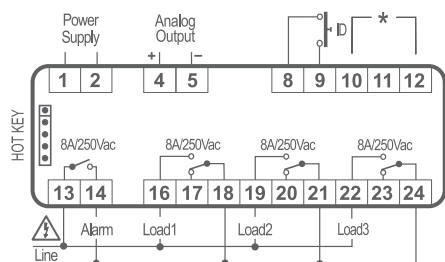 Power Supply
Analog Output
+ −
ID
*
1 2 4 5 8 9 10 11 12
HOT KEY
8A/250Vac 8A/250Vac 8A/250Vac 8A/250Vac
13 14 16 17 18 19 20 21 22 23 24
Alarm Load1 Load2 Load3
Line